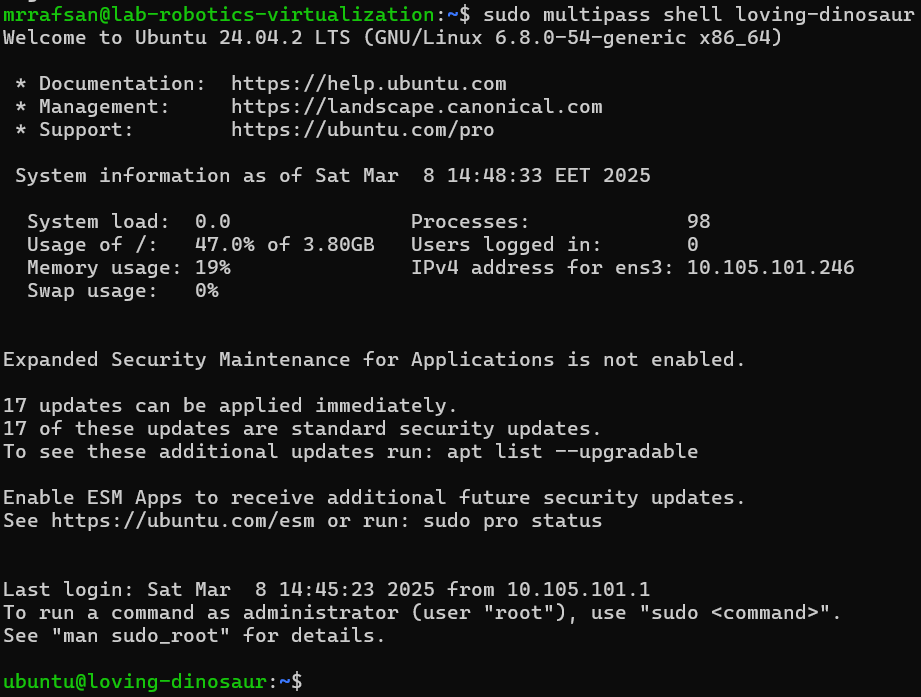 mrrafsan@lab-robotics-virtualization:~$ sudo multipass shell loving-dinosaur
Welcome to Ubuntu 24.04.2 LTS (GNU/Linux 6.8.0-54-generic x86_64)

 * Documentation:  https://help.ubuntu.com
 * Management:     https://landscape.canonical.com
 * Support:        https://ubuntu.com/pro

 System information as of Sat Mar  8 14:48:33 EET 2025

  System load:  0.0                Processes:             98
  Usage of /:   47.0% of 3.80GB   Users logged in:       0
  Memory usage: 19%               IPv4 address for ens3: 10.105.101.246
  Swap usage:   0%


Expanded Security Maintenance for Applications is not enabled.

17 updates can be applied immediately.
17 of these updates are standard security updates.
To see these additional updates run: apt list --upgradable

Enable ESM Apps to receive additional future security updates.
See https://ubuntu.com/esm or run: sudo pro status


Last login: Sat Mar  8 14:45:23 2025 from 10.105.101.1
To run a command as administrator (user "root"), use "sudo <command>".
See "man sudo_root" for details.

ubuntu@loving-dinosaur:~$